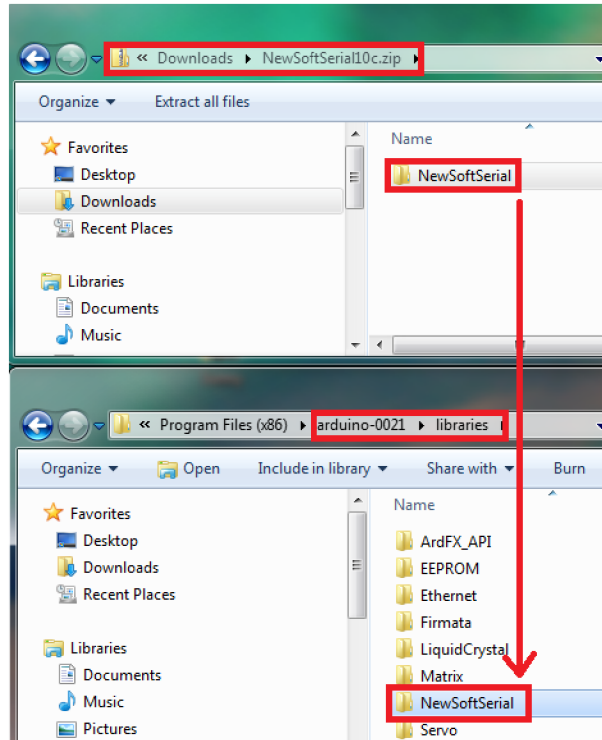 « Downloads ▸ NewSoftSerial10c.zip ▸
Organize ▾ Extract all files
Favorites
Desktop
Downloads
Recent Places
Libraries
Documents
Music
Name
NewSoftSerial
« Program Files (x86) ▸ arduino-0021 ▸ libraries ▸
Organize ▾ Open Include in library ▾ Share with ▾ Burn
Favorites
Desktop
Downloads
Recent Places
Libraries
Documents
Music
Pictures
Name
ArdFX_API
EEPROM
Ethernet
Firmata
LiquidCrystal
Matrix
NewSoftSerial
Servo